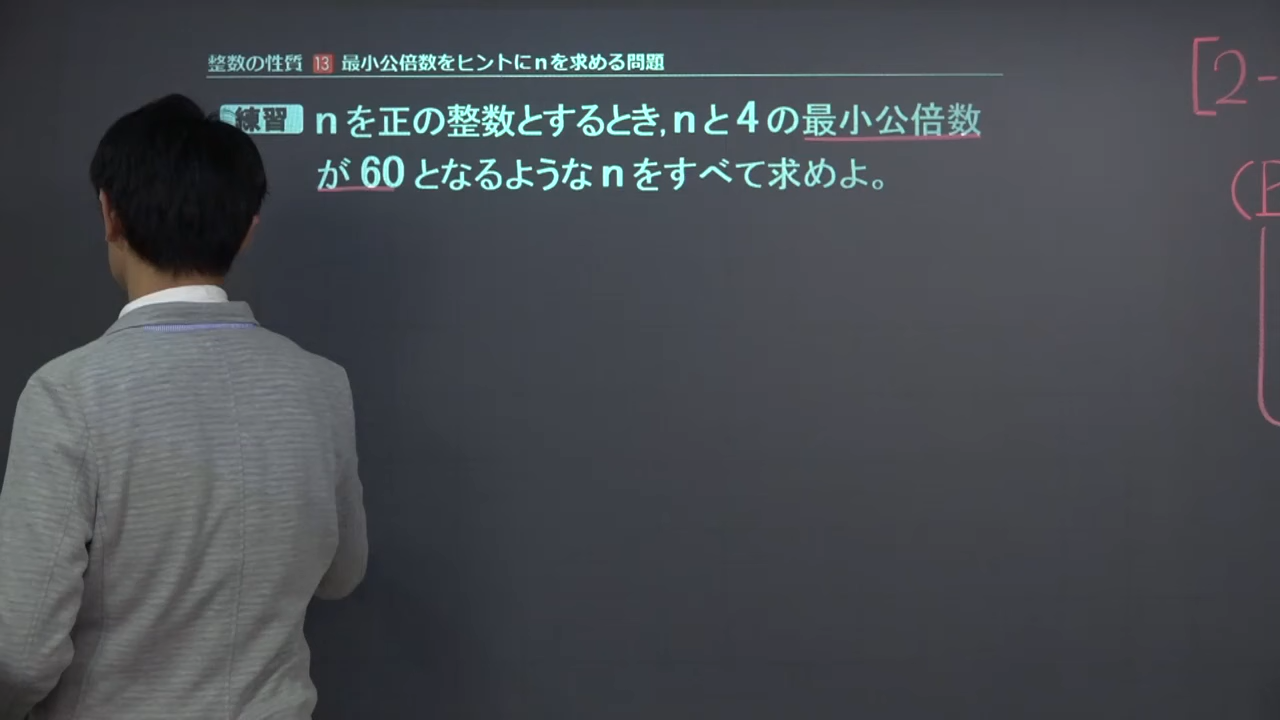 整数の性質 13 最小公倍数をヒントにnを求める問題
練習 nを正の整数とするとき,nと4の最小公倍数
が60となるようなnをすべて求めよ。
[2-